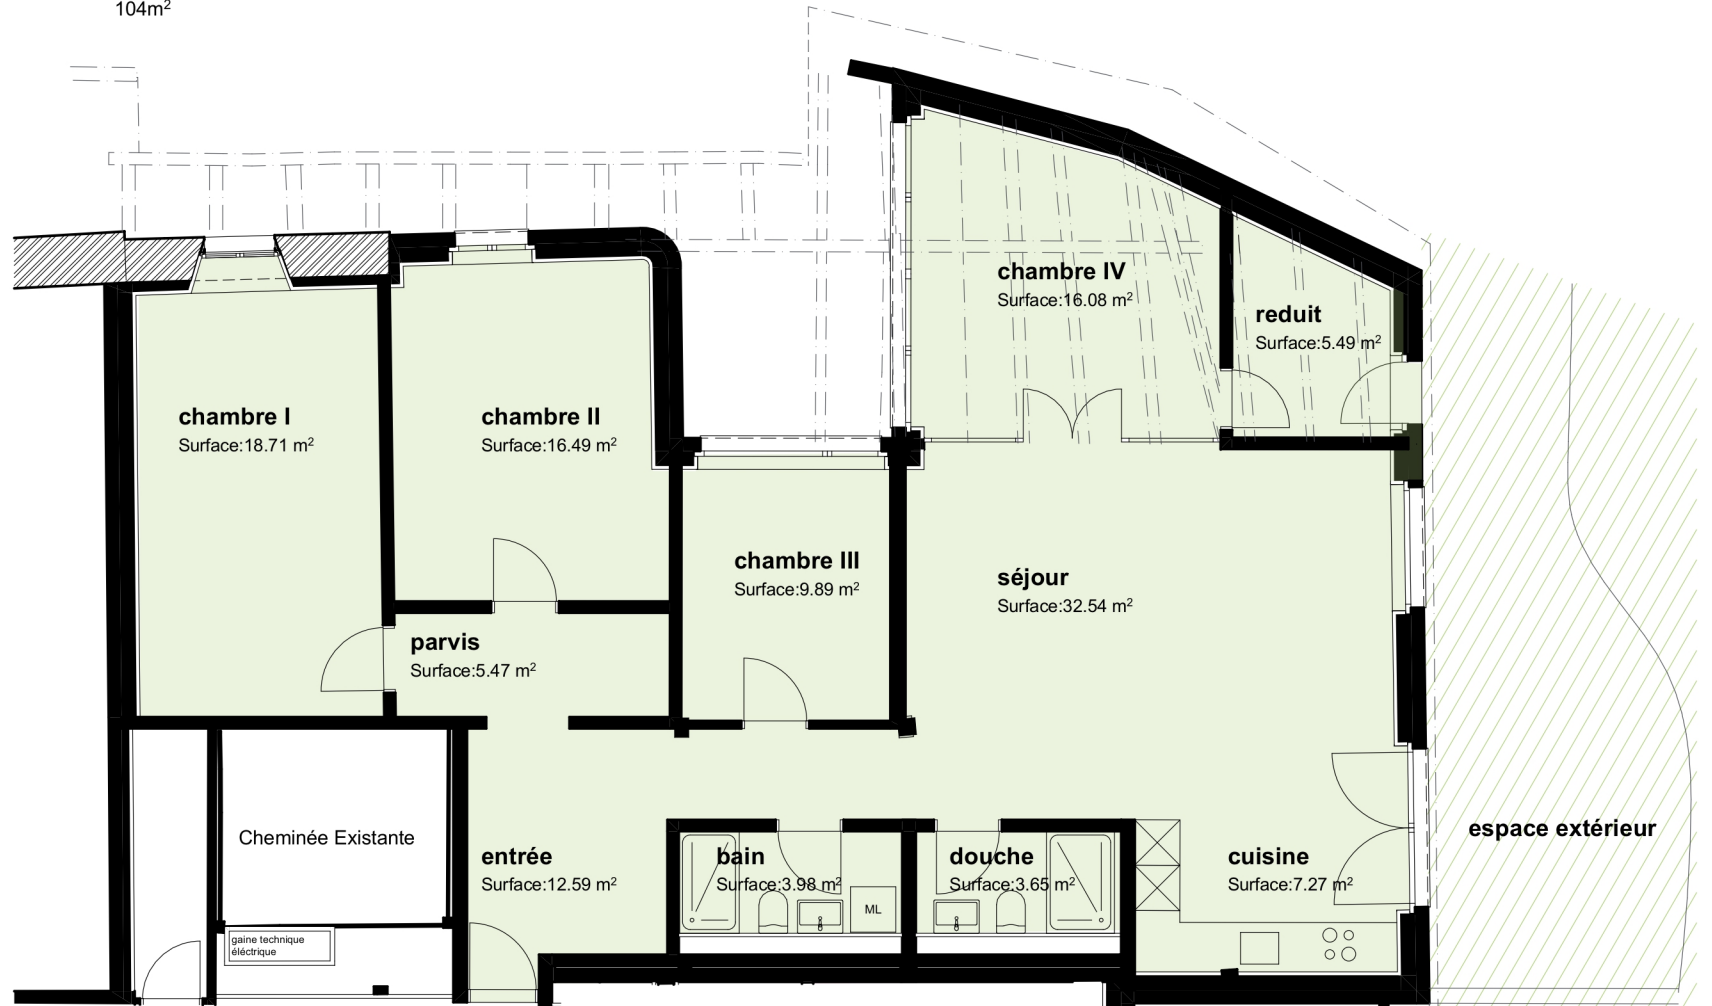 104m²
chambre IV
Surface:16.08 m²
reduit
Surface:5.49 m²
chambre I
Surface:18.71 m²
chambre II
Surface:16.49 m²
chambre III
Surface:9.89 m²
séjour
Surface:32.54 m²
parvis
Surface:5.47 m²
Cheminée Existante
espace extérieur
entrée
Surface:12.59 m²
bain
Surface:3.98 m²
douche
Surface:3.65 m²
cuisine
Surface:7.27 m²
ML
gaine technique
éléctrique